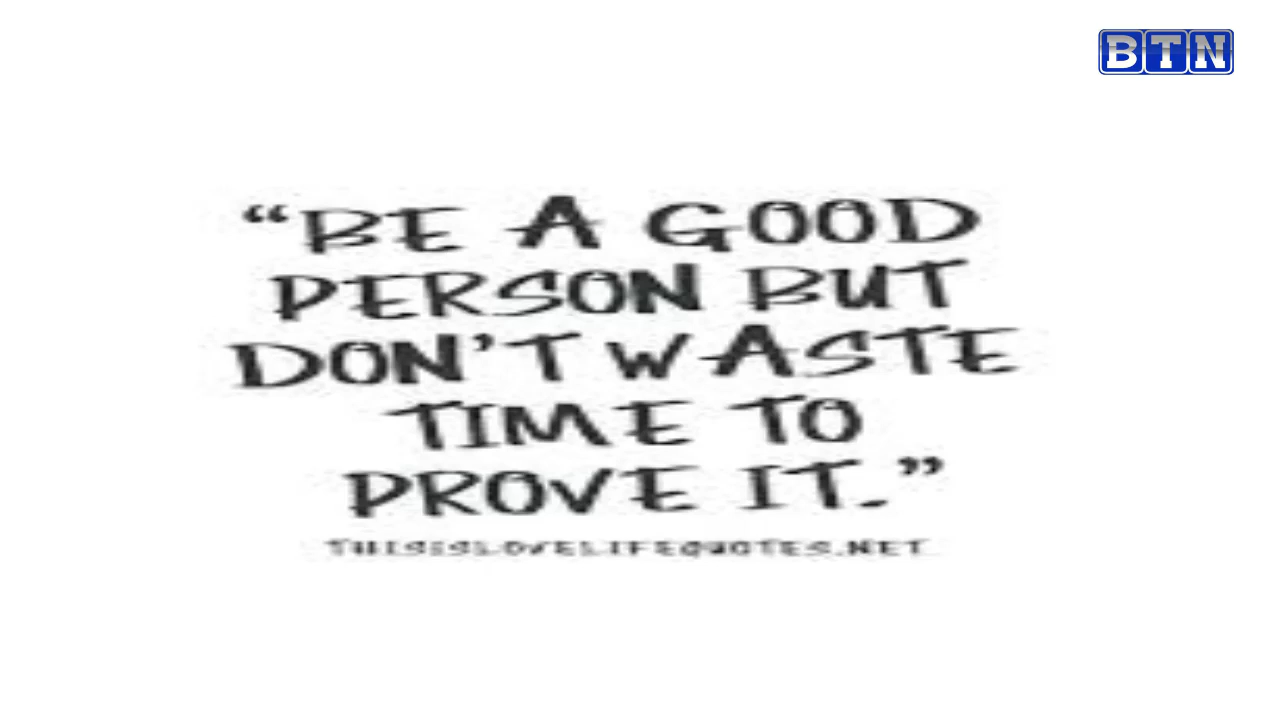 BTN
“BE A GOOD
PERSON BUT
DON’T WASTE
TIME TO
PROVE IT.”
THISISLOVELIFEQUOTES.NET